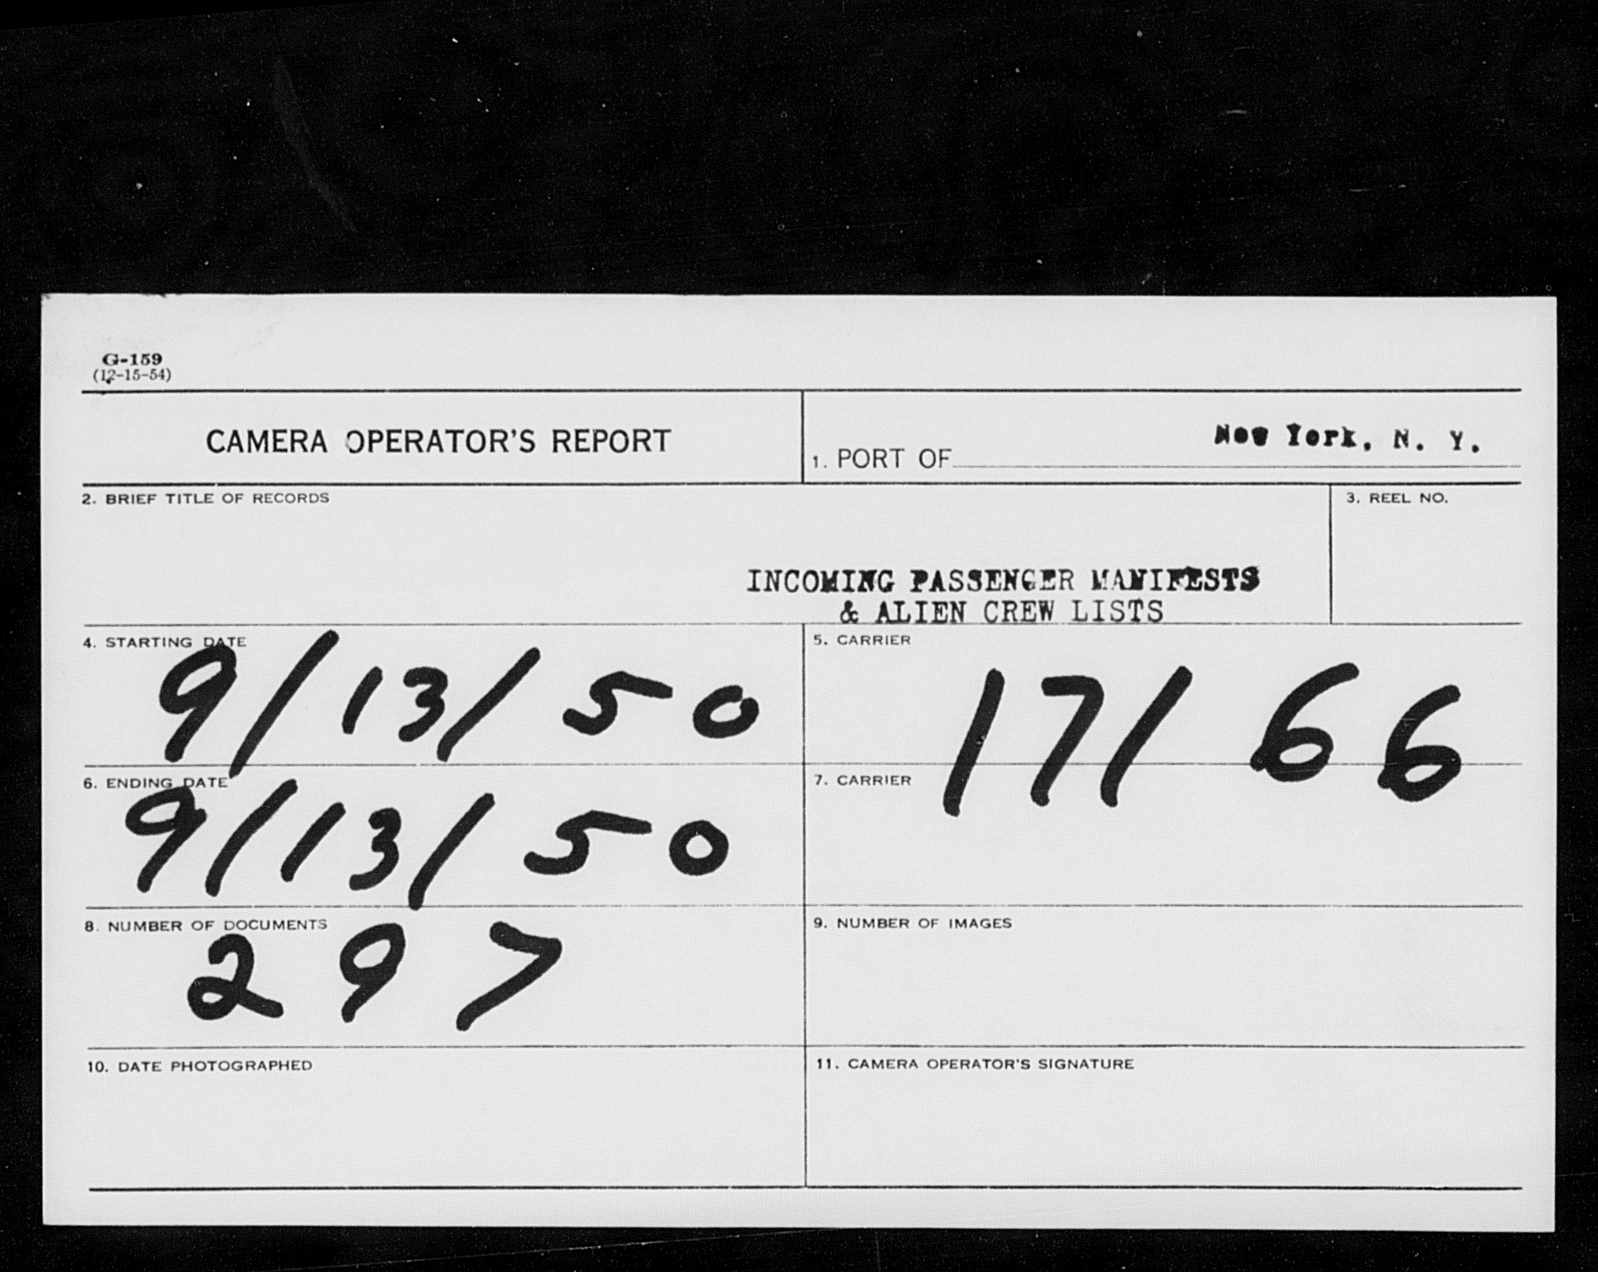 G-159
(12-15-54)
CAMERA OPERATOR'S REPORT
1. PORT OF New York, N. Y.
2. BRIEF TITLE OF RECORDS
3. REEL NO.
INCOMING PASSENGER MANIFESTS
& ALIEN CREW LISTS
4. STARTING DATE
9/13/50
5. CARRIER
17166
6. ENDING DATE
9/13/50
7. CARRIER
8. NUMBER OF DOCUMENTS
297
9. NUMBER OF IMAGES
10. DATE PHOTOGRAPHED
11. CAMERA OPERATOR'S SIGNATURE